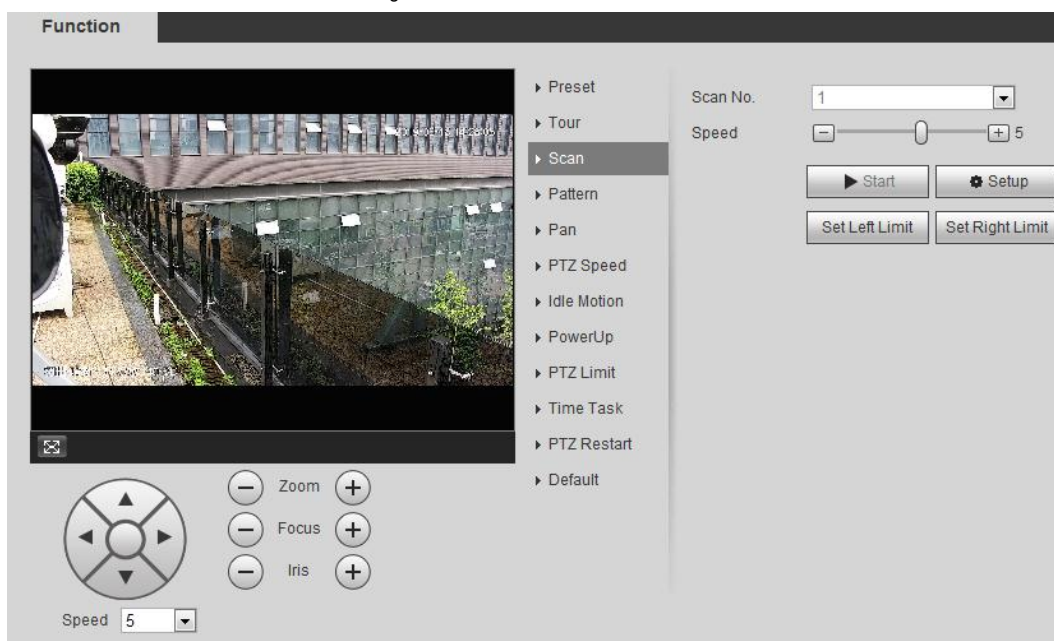 Function
Preset
Tour
Scan
Pattern
Pan
PTZ Speed
Idle Motion
PowerUp
PTZ Limit
Time Task
PTZ Restart
Default
Scan No. 1
Speed 5
Start Setup
Set Left Limit Set Right Limit
Zoom
Focus
Iris
Speed 5